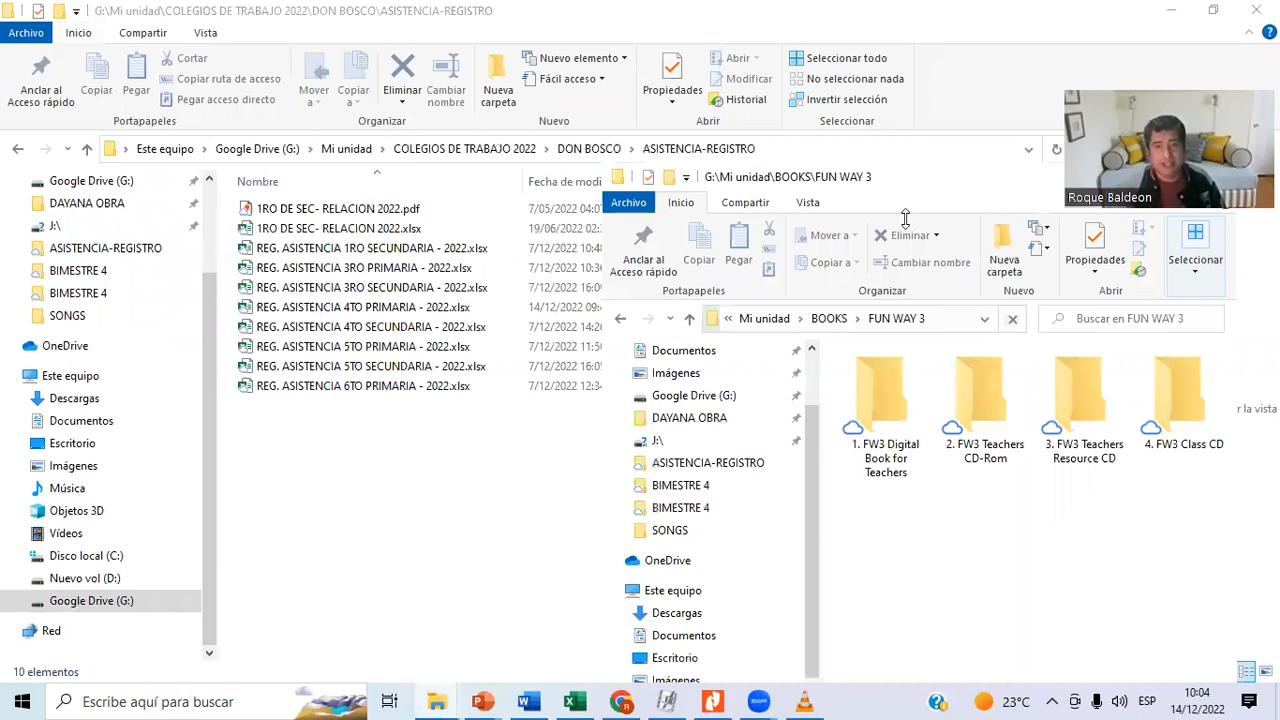 G:\Mi unidad\COLEGIOS DE TRABAJO 2022\DON BOSCO\ASISTENCIA-REGISTRO
Archivo Inicio Compartir Vista
Anclar al
Acceso rápido
Copiar
Pegar
Cortar
Copiar ruta de acceso
Pegar acceso directo
Portapapeles
Mover
a
Copiar
a
Eliminar
Cambiar
nombre
Organizar
Nueva
carpeta
Nuevo elemento
Fácil acceso
Nuevo
Propiedades
Abrir
Modificar
Historial
Abrir
Seleccionar todo
No seleccionar nada
Invertir selección
Seleccionar
Roque Baldeon
Este equipo > Google Drive (G:) > Mi unidad > COLEGIOS DE TRABAJO 2022 > DON BOSCO > ASISTENCIA-REGISTRO
Google Drive (G:)
DAYANA OBRA
J:\
ASISTENCIA-REGISTRO
BIMESTRE 4
BIMESTRE 4
SONGS
OneDrive
Este equipo
Descargas
Documentos
Escritorio
Imágenes
Música
Objetos 3D
Vídeos
Disco local (C:)
Nuevo vol (D:)
Google Drive (G:)
Red
10 elementos
Nombre Fecha de modi
1RO DE SEC- RELACION 2022.pdf 7/05/2022 04:0
1RO DE SEC- RELACION 2022.xlsx 19/06/2022 02:
REG. ASISTENCIA 1RO SECUNDARIA - 2022.xlsx 7/12/2022 10:4
REG. ASISTENCIA 3RO PRIMARIA - 2022.xlsx 7/12/2022 10:3
REG. ASISTENCIA 3RO SECUNDARIA - 2022.xlsx 7/12/2022 16:0
REG. ASISTENCIA 4TO PRIMARIA - 2022.xlsx 14/12/2022 09:
REG. ASISTENCIA 4TO SECUNDARIA - 2022.xlsx 7/12/2022 14:2
REG. ASISTENCIA 5TO PRIMARIA - 2022.xlsx 7/12/2022 11:5
REG. ASISTENCIA 5TO SECUNDARIA - 2022.xlsx 7/12/2022 16:0
REG. ASISTENCIA 6TO PRIMARIA - 2022.xlsx 7/12/2022 12:3
G:\Mi unidad\BOOKS\FUN WAY 3
Archivo Inicio Compartir Vista
Anclar al
Acceso rápido
Copiar
Pegar
Portapapeles
Mover a
Copiar a
Eliminar
Cambiar nombre
Organizar
Nueva
carpeta
Nuevo
Propiedades
Abrir
Seleccionar
« Mi unidad > BOOKS > FUN WAY 3
Buscar en FUN WAY 3
Documentos
Imágenes
Google Drive (G:)
DAYANA OBRA
J:\
ASISTENCIA-REGISTRO
BIMESTRE 4
BIMESTRE 4
SONGS
OneDrive
Este equipo
Descargas
Documentos
Escritorio
Imágenes
1. FW3 Digital
Book for
Teachers
2. FW3 Teachers
CD-Rom
3. FW3 Teachers
Resource CD
4. FW3 Class CD
r la vista
Escribe aquí para buscar
23°C
ESP
10:04
14/12/2022